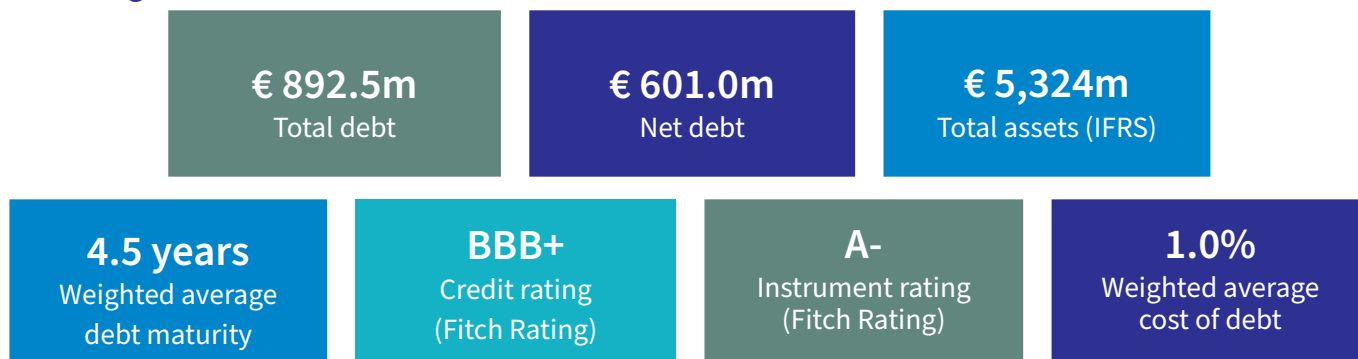 € 892.5m
Total debt
€ 601.0m
Net debt
€ 5,324m
Total assets (IFRS)
4.5 years
Weighted average
debt maturity
BBB+
Credit rating
(Fitch Rating)
A-
Instrument rating
(Fitch Rating)
1.0%
Weighted average
cost of debt